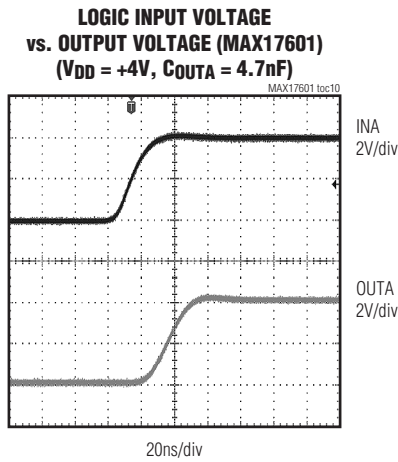 LOGIC INPUT VOLTAGE
vs. OUTPUT VOLTAGE (MAX17601)
(VDD = +4V, COUTA = 4.7nF)
MAX17601 toc10
INA
2V/div
OUTA
2V/div
20ns/div